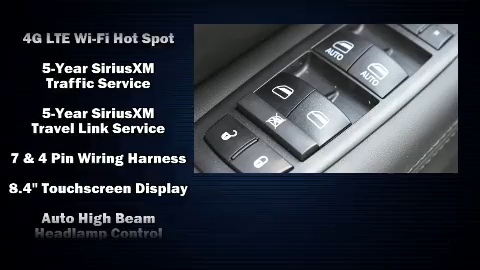 4G LTE Wi-Fi Hot Spot
5-Year SiriusXM
Traffic Service
5-Year SiriusXM
Travel Link Service
7 & 4 Pin Wiring Harness
8.4" Touchscreen Display
Auto High Beam
Headlamp Control
AUTO
AUTO